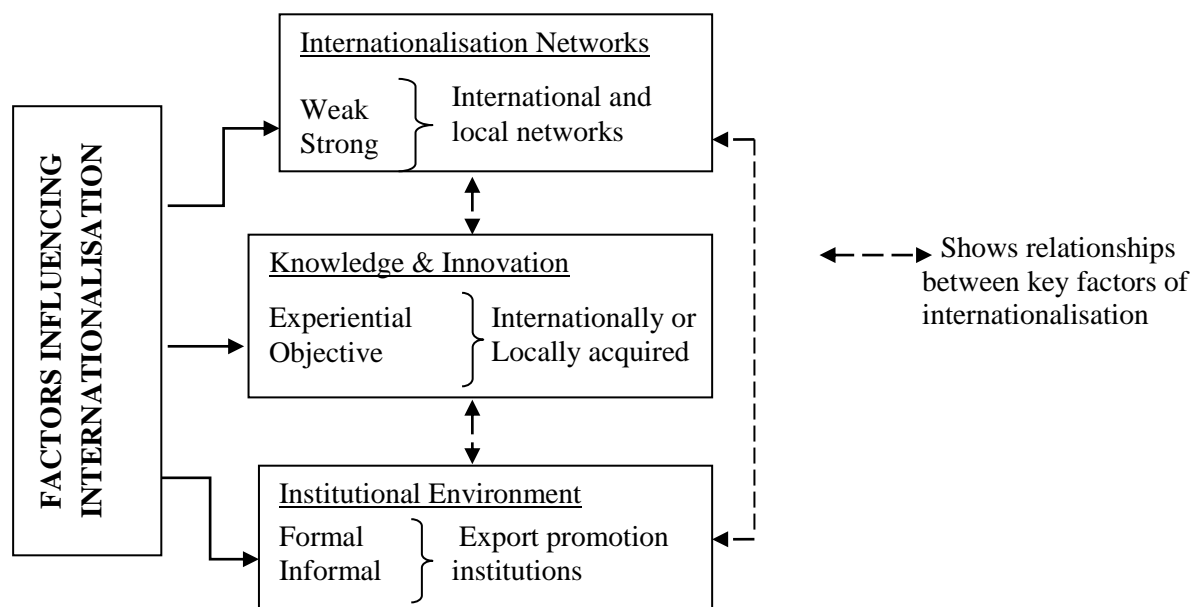 FACTORS INFLUENCING
INTERNATIONALISATION
Internationalisation Networks
Weak
Strong
International and
local networks
Knowledge & Innovation
Experiential
Objective
Internationally or
Locally acquired
Institutional Environment
Formal
Informal
Export promotion
institutions
Shows relationships
between key factors of
internationalisation